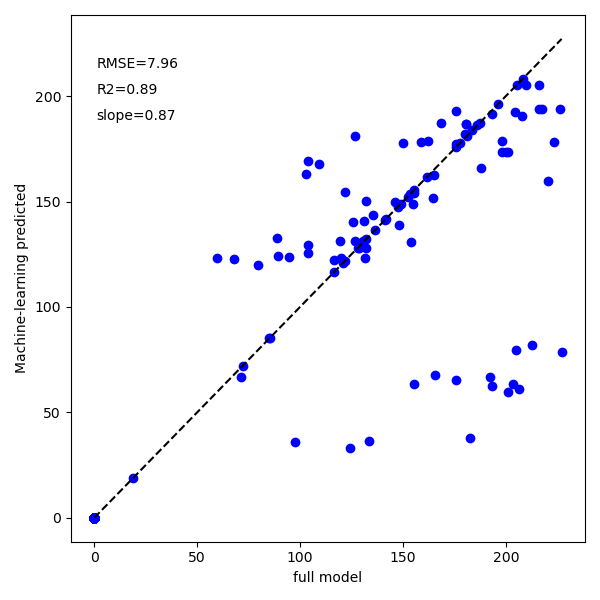 RMSE=7.96
R2=0.89
slope=0.87
Machine-learning predicted
200
150
100
50
0
0 50 100 150 200
full model